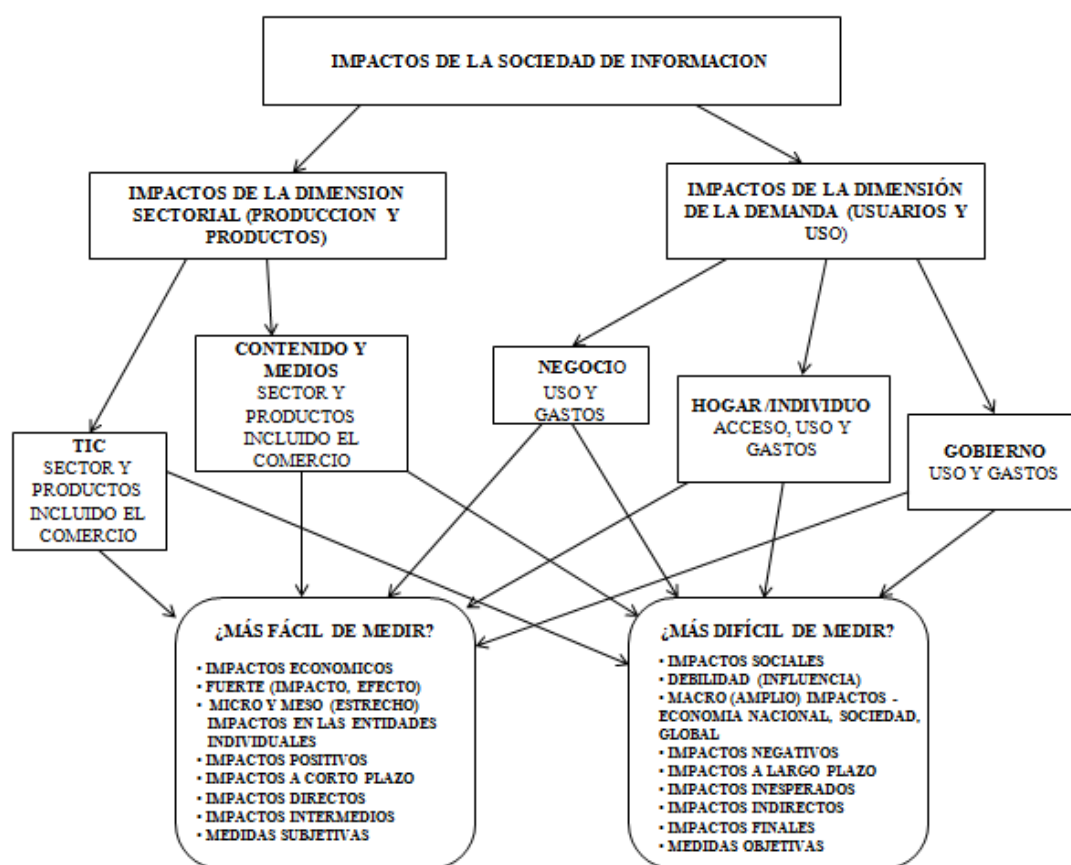 IMPACTOS DE LA SOCIEDAD DE INFORMACION
IMPACTOS DE LA DIMENSION
SECTORIAL (PRODUCCION Y
PRODUCTOS)
IMPACTOS DE LA DIMENSIÓN
DE LA DEMANDA (USUARIOS Y
USO)
CONTENIDO Y
MEDIOS
SECTOR Y
PRODUCTOS
INCLUIDO EL
COMERCIO
NEGOCIO
USO Y
GASTOS
HOGAR /INDIVIDUO
ACCESO, USO Y
GASTOS
TIC
SECTOR Y
PRODUCTOS
INCLUIDO EL
COMERCIO
GOBIERNO
USO Y GASTOS
¿MÁS FÁCIL DE MEDIR?
• IMPACTOS ECONOMICOS
• FUERTE (IMPACTO, EFECTO)
• MICRO Y MESO (ESTRECHO)
IMPACTOS EN LAS ENTIDADES
INDIVIDUALES
• IMPACTOS POSITIVOS
• IMPACTOS A CORTO PLAZO
• IMPACTOS DIRECTOS
• IMPACTOS INTERMEDIOS
• MEDIDAS SUBJETIVAS
¿MÁS DIFÍCIL DE MEDIR?
• IMPACTOS SOCIALES
• DEBILIDAD (INFLUENCIA)
• MACRO (AMPLIO) IMPACTOS -
ECONOMIA NACIONAL, SOCIEDAD,
GLOBAL
• IMPACTOS NEGATIVOS
• IMPACTOS A LARGO PLAZO
• IMPACTOS INESPERADOS
• IMPACTOS INDIRECTOS
• IMPACTOS FINALES
• MEDIDAS OBJETIVAS